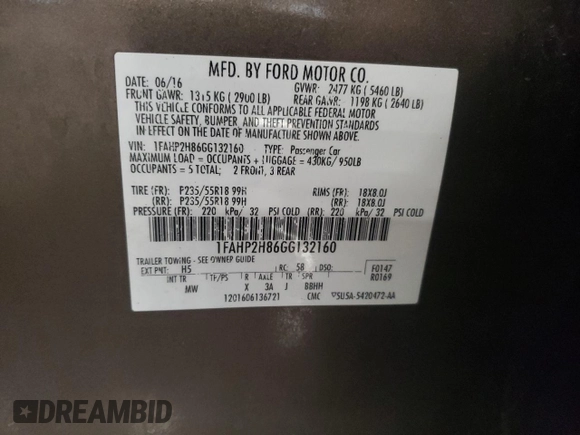 MFD. BY FORD MOTOR CO.
DATE: 06/16 GVWR: 2477 KG ( 5460 LB)
FRONT GAWR: 1315 KG ( 2900 LB) REAR GAWR: 1198 KG ( 2640 LB)
THIS VEHICLE CONFORMS TO ALL APPLICABLE FEDERAL MOTOR
VEHICLE SAFETY, BUMPER, AND THEFT PREVENTION STANDARDS
IN EFFECT ON THE DATE OF MANUFACTURE SHOWN ABOVE.
VIN: 1FAHP2H86GG132160 TYPE: Passenger Car
MAXIMUM LOAD = OCCUPANTS + LUGGAGE = 430KG/950LB
OCCUPANTS = 5 TOTAL; 2 FRONT, 3 REAR
TIRE (FR): P235/55R18 99H RIMS (FR): 18X8.0J
(RR): P235/55R18 99H (RR): 18X8.0J
PRESSURE (FR): 220 kPa/ 32 PSI COLD (RR): 220 kPa/ 32 PSI COLD
1FAHP2H86GG132160
TRAILER TOWING - SEE OWNER GUIDE
EXT PNT: H5 RC: 58 DSO: F0147
INT TR TP/PS R AXLE TR SPR R0169
MW X 3A J BBHH
1201606136721 CMC
DREAMBID